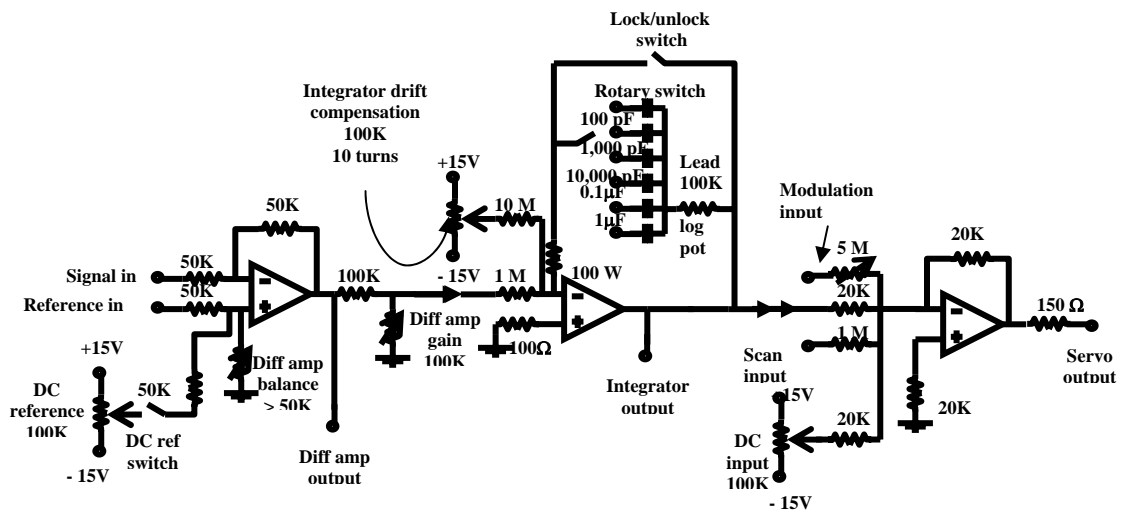 Lock/unlock
switch
Integrator drift
compensation
100K
10 turns
Rotary switch
100 pF
1,000 pF
10,000 pF
0.1µF
1µF
Lead
100K
log
pot
+15V
10 M
- 15V
1 M
100 W
100Ω
50K
Signal in
50K
Reference in
50K
100K
Diff amp
gain
100K
Modulation
input
5 M
20K
1 M
20K
150 Ω
Servo
output
20K
Scan
input
+15V
20K
DC
input
100K
- 15V
Integrator
output
+15V
DC
reference
100K
- 15V
50K
DC ref
switch
Diff amp
balance
> 50K
Diff amp
output